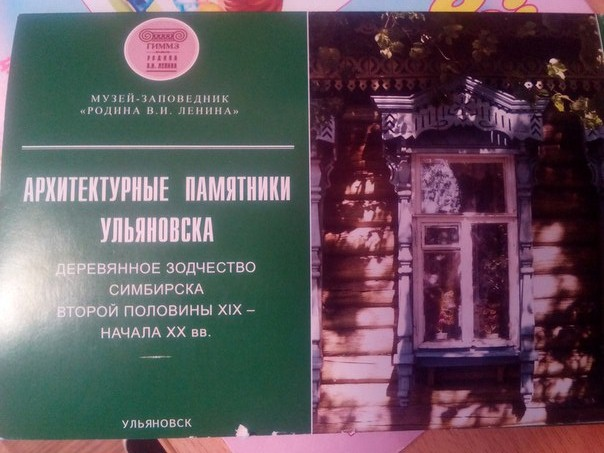 ГИММЗ
РОДИНА
В.И. ЛЕНИНА
МУЗЕЙ-ЗАПОВЕДНИК
«РОДИНА В.И. ЛЕНИНА»
АРХИТЕКТУРНЫЕ ПАМЯТНИКИ
УЛЬЯНОВСКА
ДЕРЕВЯННОЕ ЗОДЧЕСТВО
СИМБИРСКА
ВТОРОЙ ПОЛОВИНЫ XIX –
НАЧАЛА XX вв.
УЛЬЯНОВСК